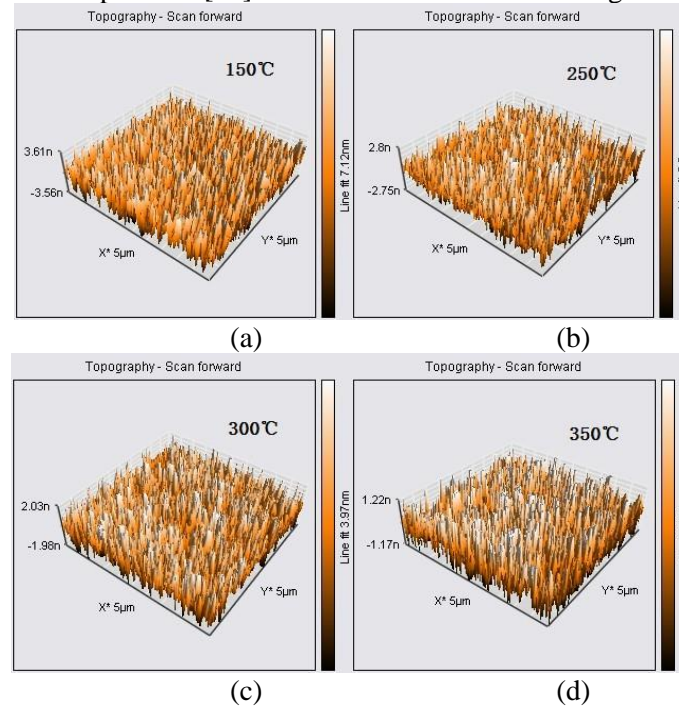 Topography - Scan forward
150℃
3.61n
-3.56n
X* 5µm
Y* 5µm
Line fit 7.12nm
Topography - Scan forward
250℃
2.8n
-2.75n
X* 5µm
Y* 5µm
(a)
(b)
Topography - Scan forward
300℃
2.03n
-1.98n
X* 5µm
Y* 5µm
Line fit 3.97nm
Topography - Scan forward
350℃
1.22n
-1.17n
X* 5µm
Y* 5µm
(c)
(d)